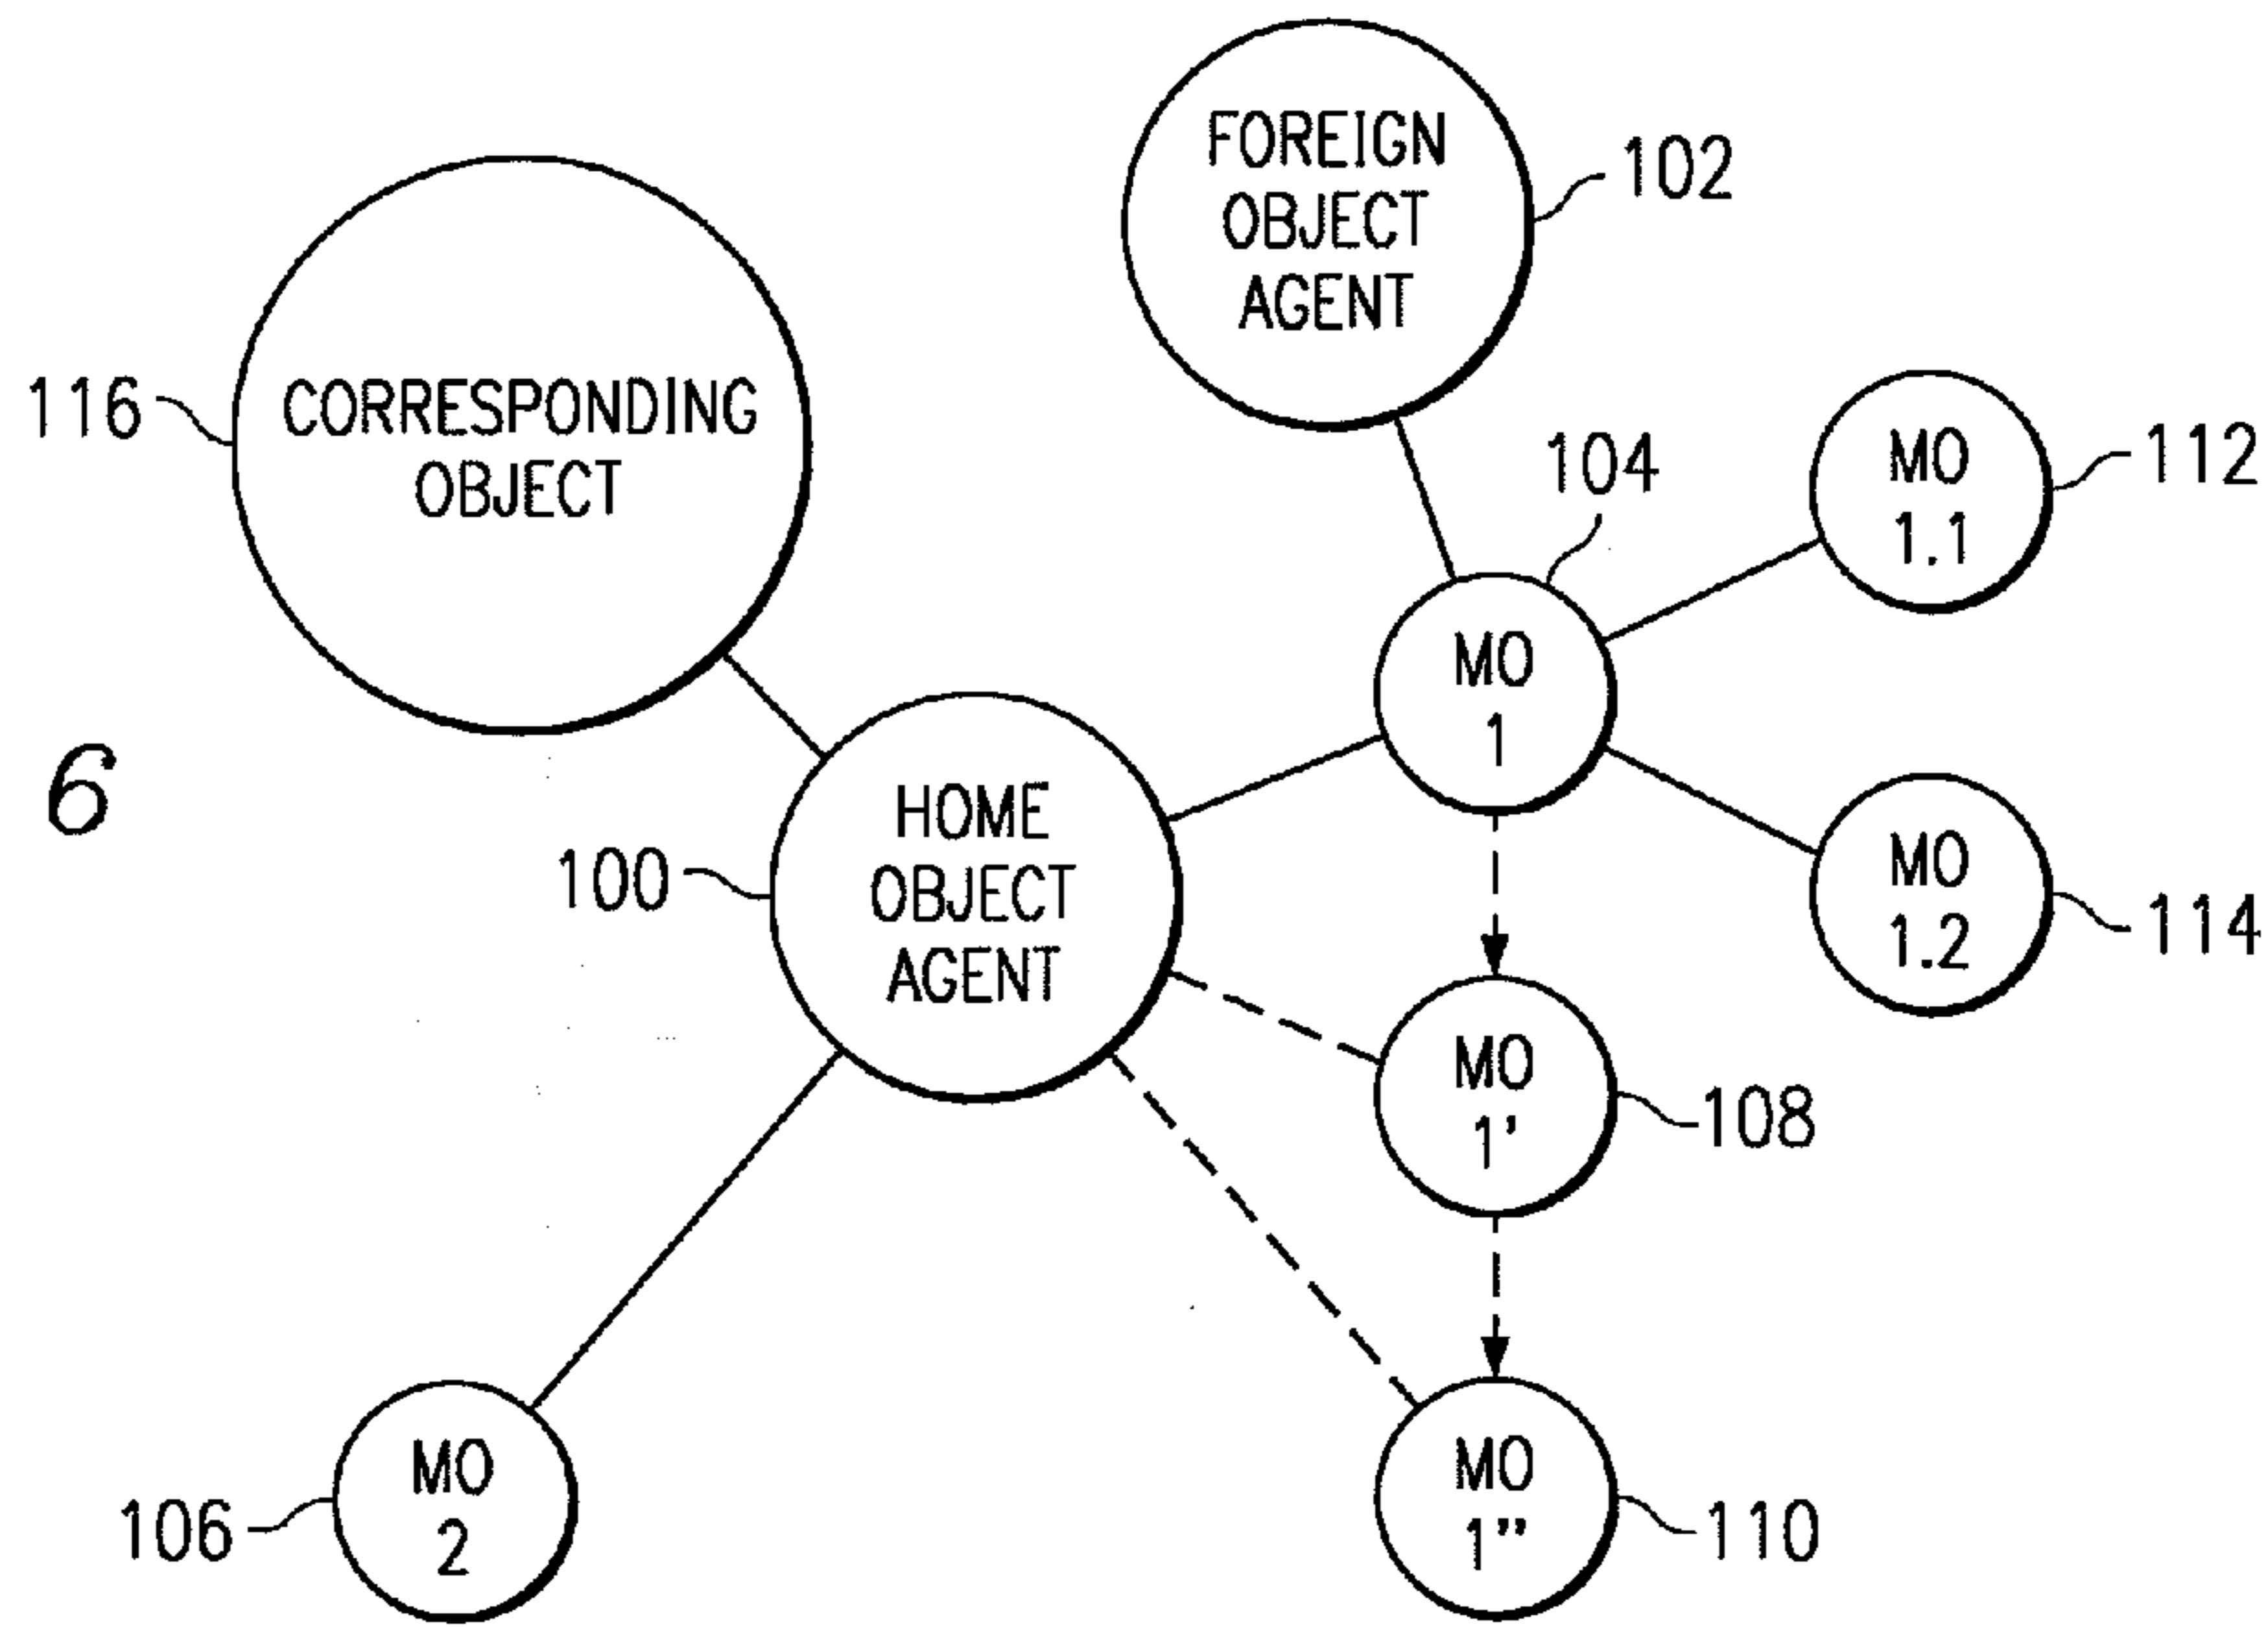 FOREIGN
OBJECT
AGENT
102
116
CORRESPONDING
OBJECT
104
MO
1.1
112
MO
1
6
HOME
OBJECT
AGENT
100
MO
1.2
114
MO
1'
108
MO
2
106
MO
1”
110